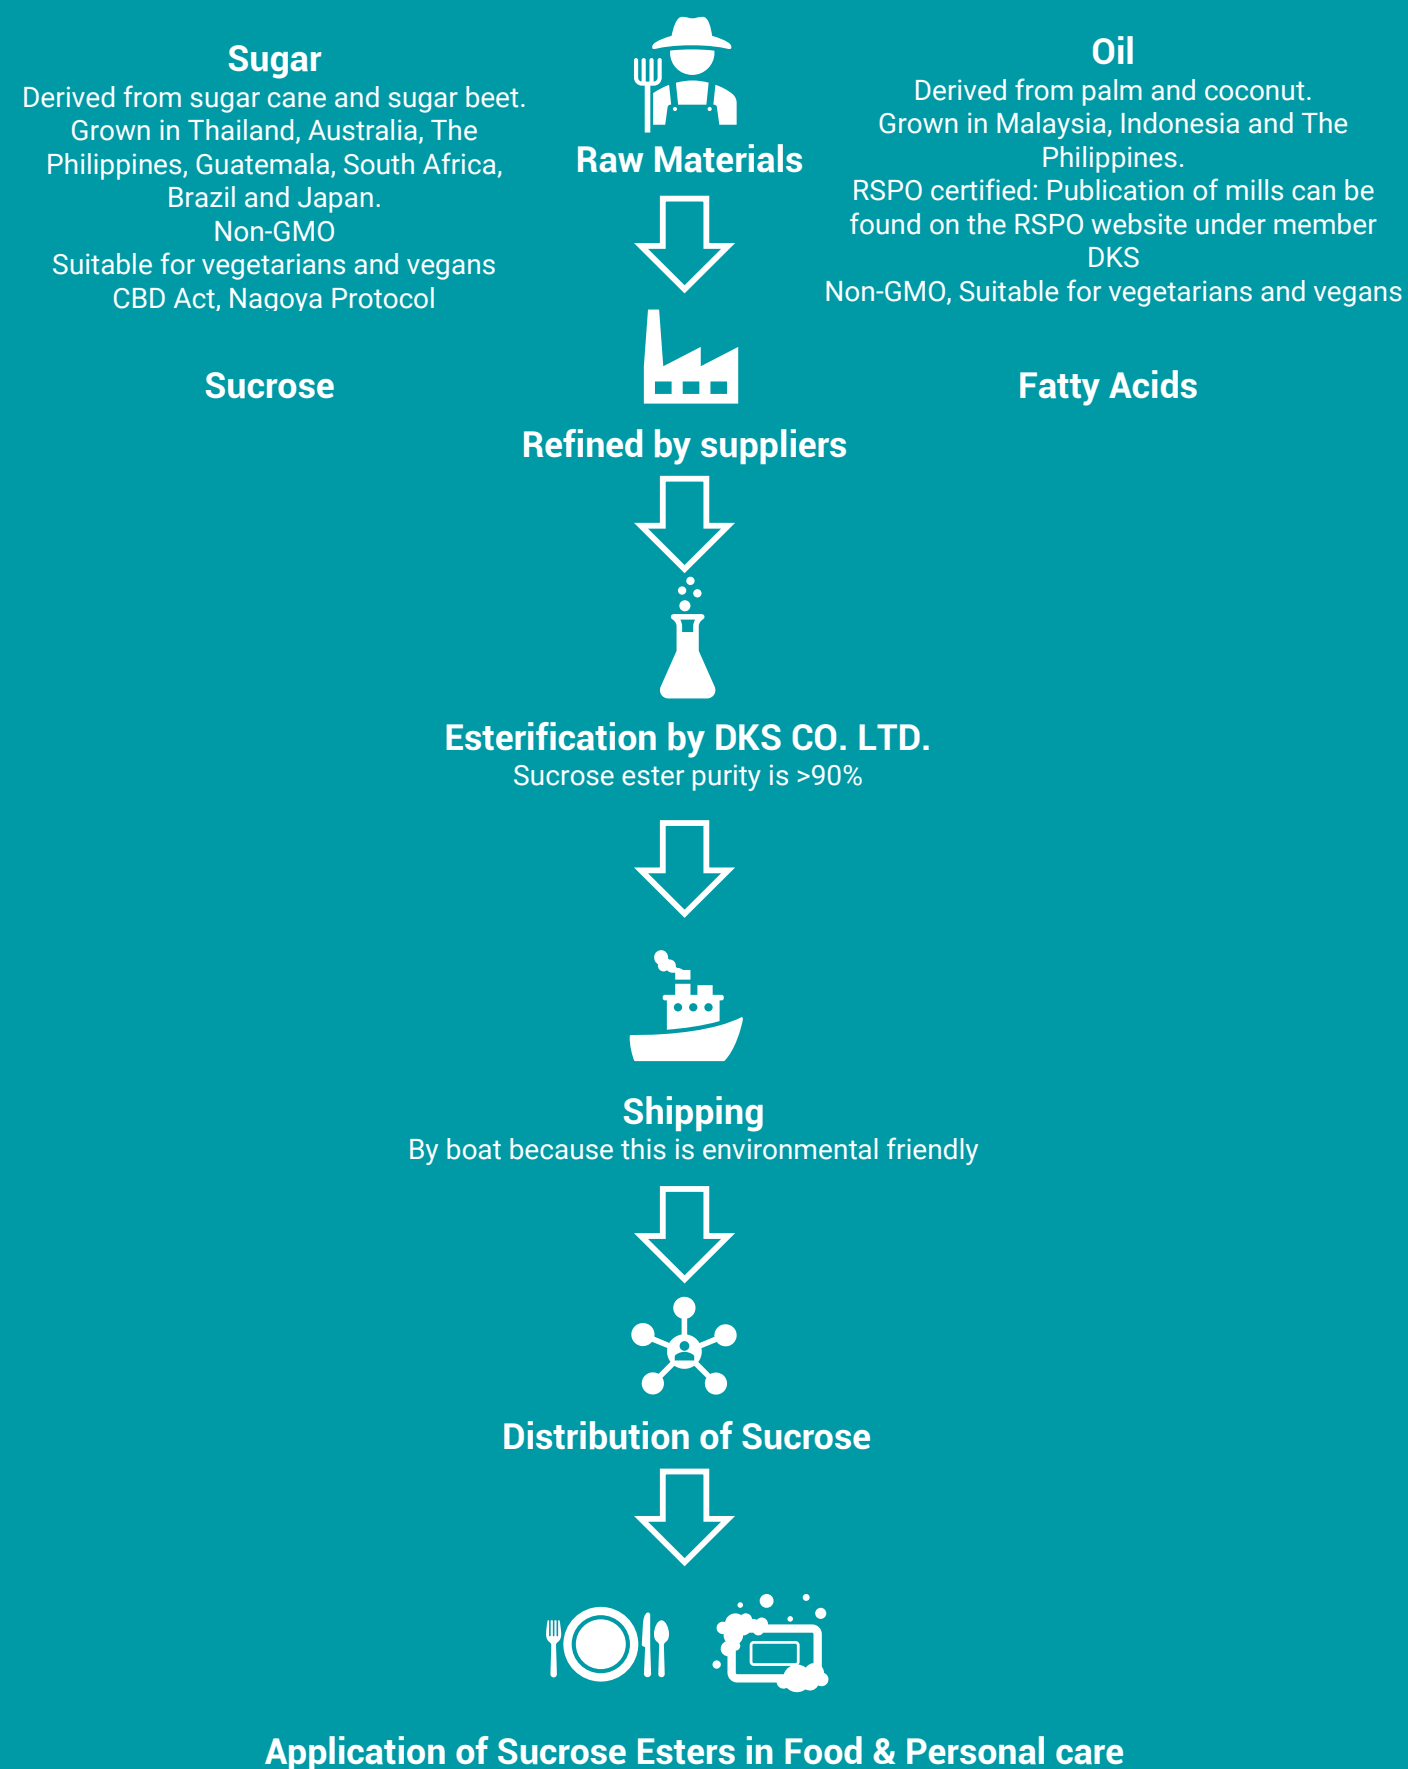 Sugar
Derived from sugar cane and sugar beet.
Grown in Thailand, Australia, The
Philippines, Guatemala, South Africa,
Brazil and Japan.
Non-GMO
Suitable for vegetarians and vegans
CBD Act, Nagoya Protocol
Raw Materials
Oil
Derived from palm and coconut.
Grown in Malaysia, Indonesia and The
Philippines.
RSPO certified: Publication of mills can be
found on the RSPO website under member
DKS
Non-GMO, Suitable for vegetarians and vegans
Sucrose
Fatty Acids
Refined by suppliers
Esterification by DKS CO. LTD.
Sucrose ester purity is >90%
Shipping
By boat because this is environmental friendly
Distribution of Sucrose
Application of Sucrose Esters in Food & Personal care